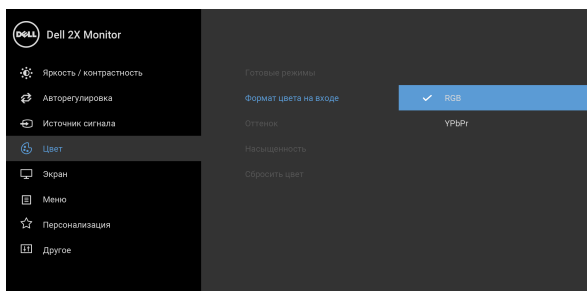 DELL Dell 2X Monitor
Яркость / контрастность
Авторегулировка
Источник сигнала
Цвет
Экран
Меню
Персонализация
Другое
Готовые режимы
Формат цвета на входе
Оттенок
Насыщенность
Сбросить цвет
RGB
YPbPr